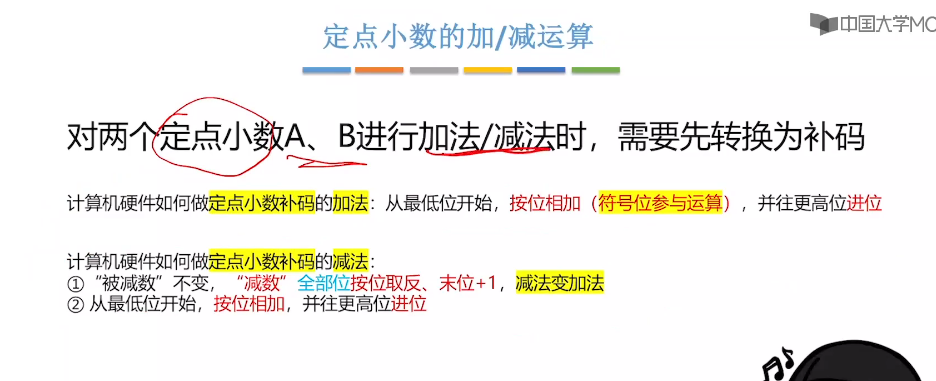 中国大学MO
定点小数的加/减运算
对两个定点小数A、B进行加法/减法时，需要先转换为补码
计算机硬件如何做定点小数补码的加法：从最低位开始，按位相加（符号位参与运算），并往更高位进位
计算机硬件如何做定点小数补码的减法：
①“被减数”不变，“减数”全部位按位取反、末位+1，减法变加法
② 从最低位开始，按位相加，并往更高位进位